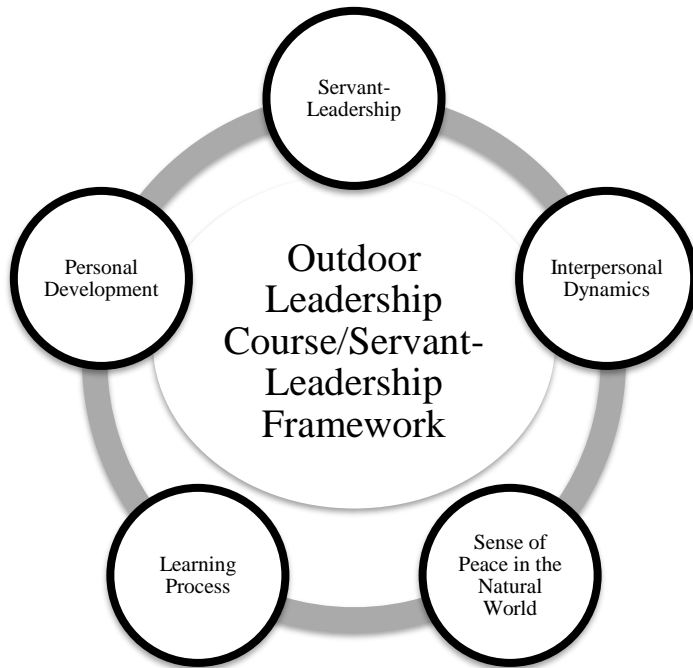 Servant-
Leadership
Personal
Development
Outdoor
Leadership
Course/Servant-
Leadership
Framework
Interpersonal
Dynamics
Learning
Process
Sense of
Peace in the
Natural
World